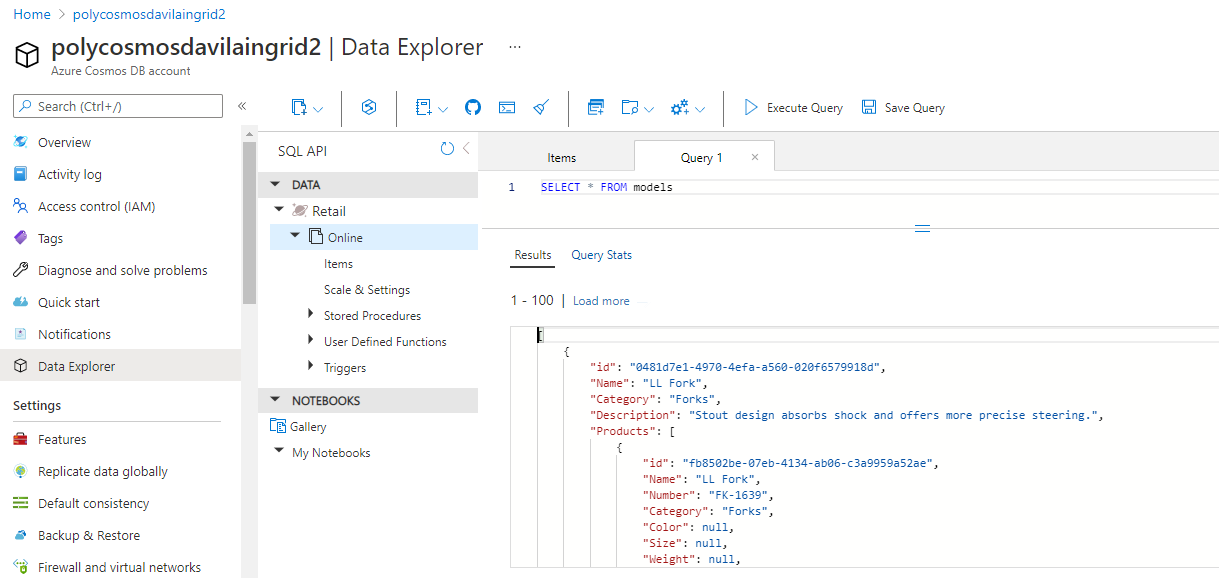 Home > polycosmosdavilaingrid2
polycosmosdavilaingrid2 | Data Explorer ...
Azure Cosmos DB account
Search (Ctrl+/)
«
Overview
Activity log
Access control (IAM)
Tags
Diagnose and solve problems
Quick start
Notifications
Data Explorer
Settings
Features
Replicate data globally
Default consistency
Backup & Restore
Firewall and virtual networks
Execute Query
Save Query
SQL API
DATA
Retail
Online
Items
Scale & Settings
Stored Procedures
User Defined Functions
Triggers
NOTEBOOKS
Gallery
My Notebooks
Items
Query 1 ×
1 SELECT * FROM models
Results Query Stats
1 - 100 | Load more
[
{
"id": "0481d7e1-4970-4efa-a560-020f6579918d",
"Name": "LL Fork",
"Category": "Forks",
"Description": "Stout design absorbs shock and offers more precise steering.",
"Products": [
{
"id": "fb8502be-07eb-4134-ab06-c3a9959a52ae",
"Name": "LL Fork",
"Number": "FK-1639",
"Category": "Forks",
"Color": null,
"Size": null,
"Weight": null,